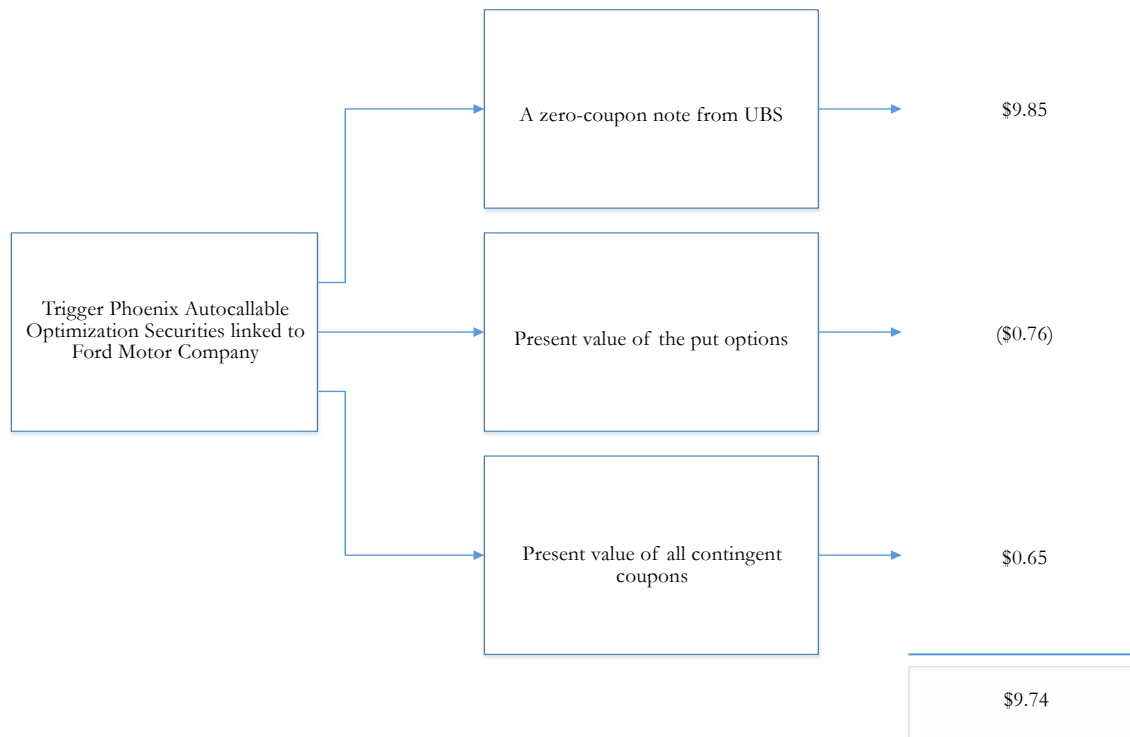 A zero-coupon note from UBS
$9.85
Trigger Phoenix Autocallable
Optimization Securities linked to
Ford Motor Company
Present value of the put options
($0.76)
Present value of all contingent
coupons
$0.65
$9.74